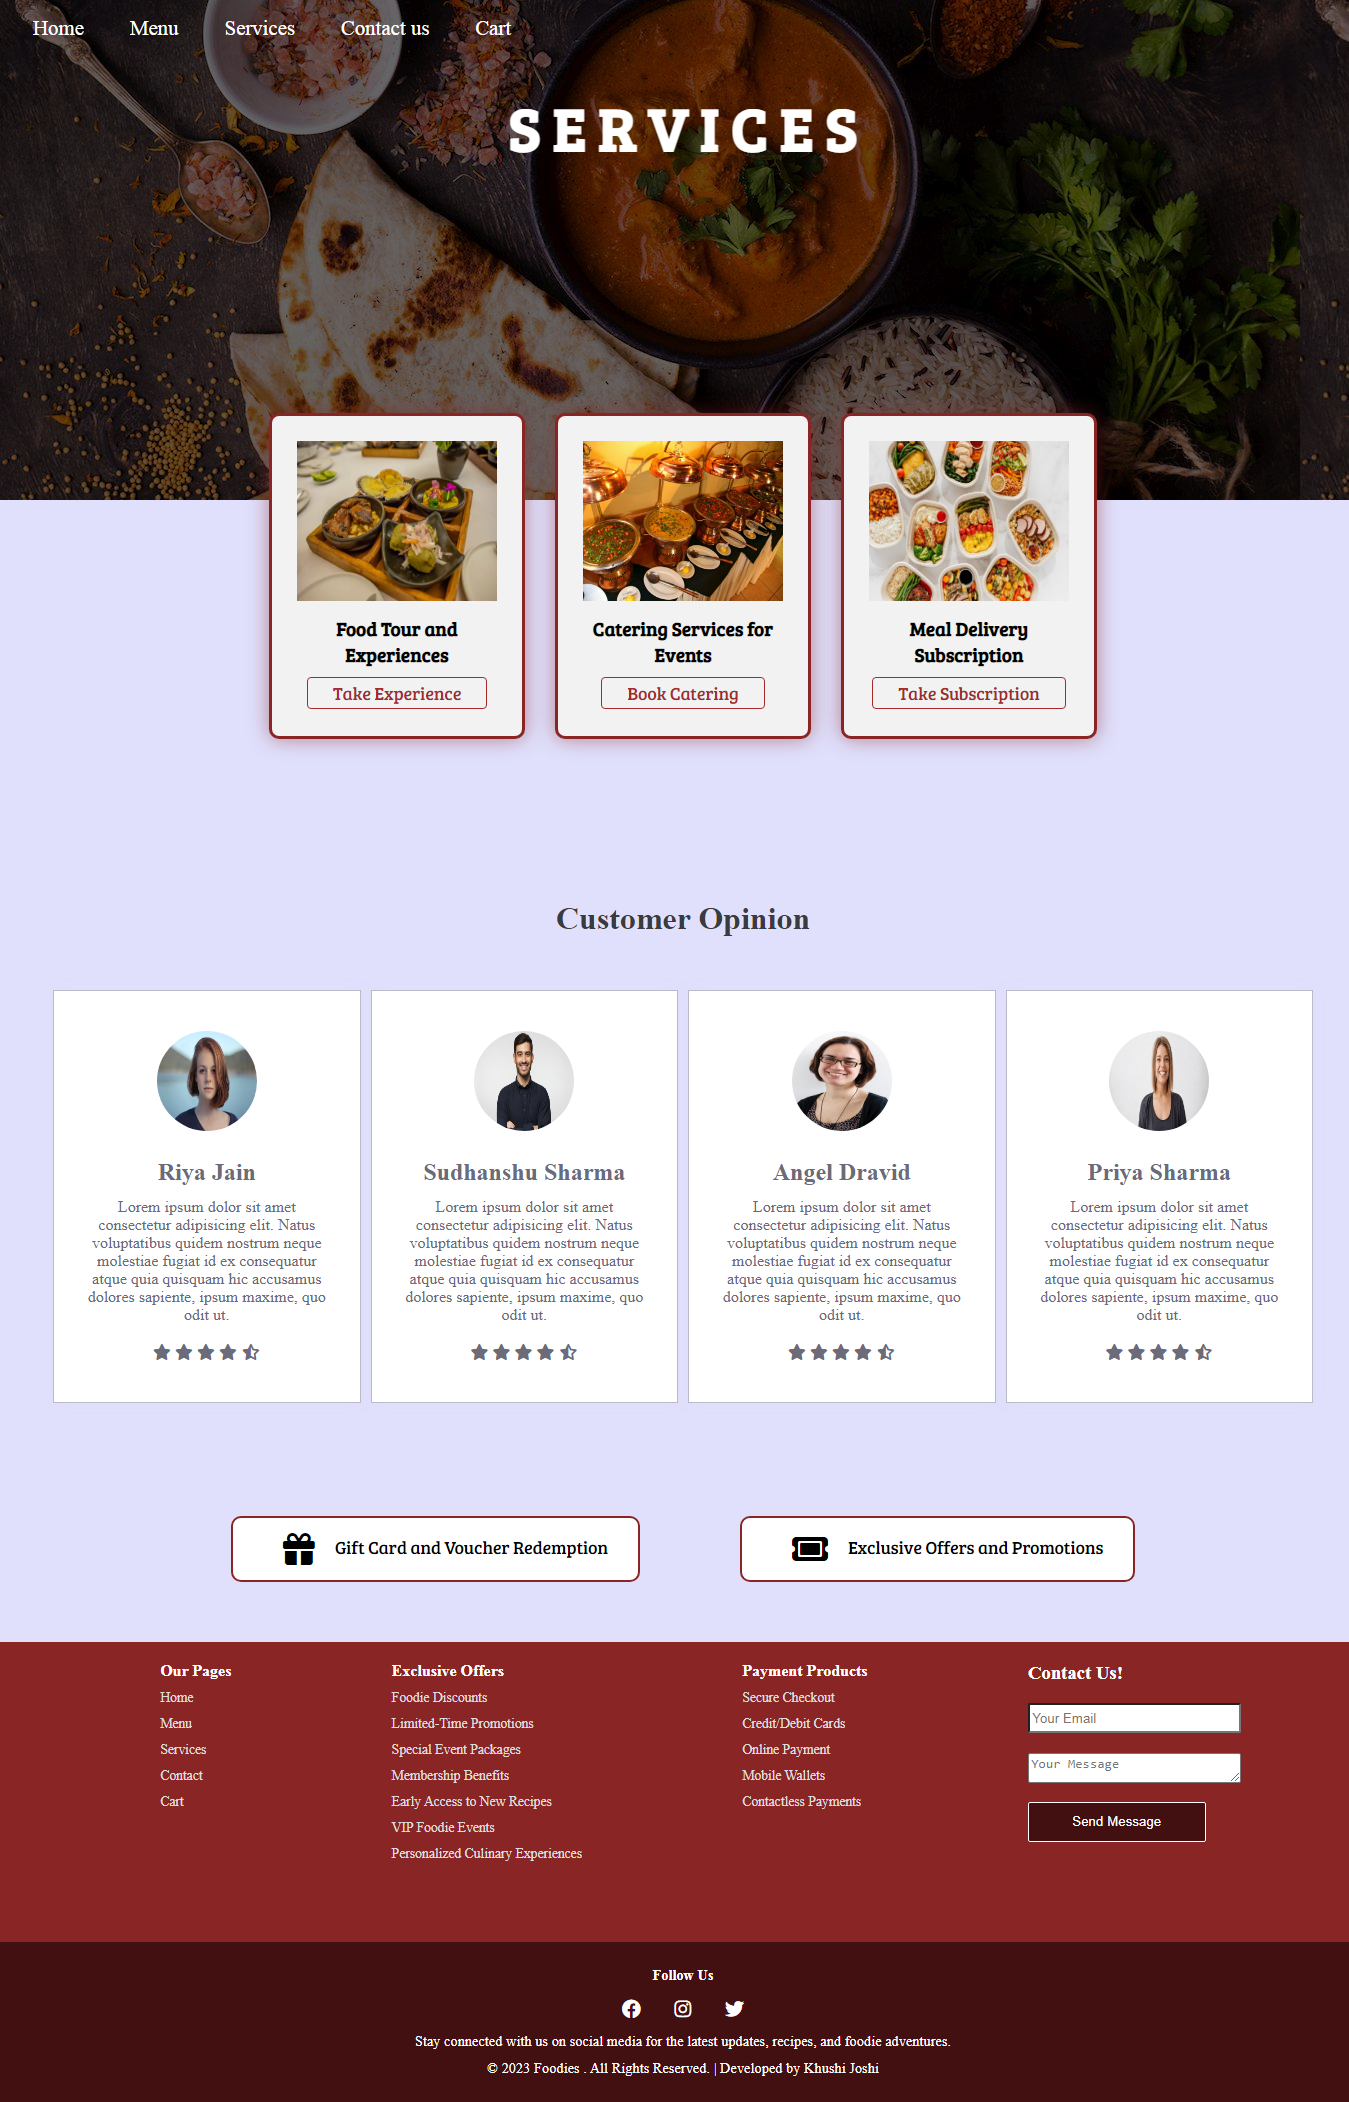 Home Menu Services Contact us Cart
SERVICES
Food Tour and
Experiences
Take Experience
Catering Services for
Events
Book Catering
Meal Delivery
Subscription
Take Subscription
Customer Opinion
Riya Jain
Lorem ipsum dolor sit amet
consectetur adipisicing elit. Natus
voluptatibus quidem nostrum neque
molestiae fugiat id ex consequatur
atque quia quisquam hic accusamus
dolores sapiente, ipsum maxime, quo
odit ut.
Sudhanshu Sharma
Lorem ipsum dolor sit amet
consectetur adipisicing elit. Natus
voluptatibus quidem nostrum neque
molestiae fugiat id ex consequatur
atque quia quisquam hic accusamus
dolores sapiente, ipsum maxime, quo
odit ut.
Angel Dravid
Lorem ipsum dolor sit amet
consectetur adipisicing elit. Natus
voluptatibus quidem nostrum neque
molestiae fugiat id ex consequatur
atque quia quisquam hic accusamus
dolores sapiente, ipsum maxime, quo
odit ut.
Priya Sharma
Lorem ipsum dolor sit amet
consectetur adipisicing elit. Natus
voluptatibus quidem nostrum neque
molestiae fugiat id ex consequatur
atque quia quisquam hic accusamus
dolores sapiente, ipsum maxime, quo
odit ut.
Gift Card and Voucher Redemption
Exclusive Offers and Promotions
Our Pages
Home
Menu
Services
Contact
Cart
Exclusive Offers
Foodie Discounts
Limited-Time Promotions
Special Event Packages
Membership Benefits
Early Access to New Recipes
VIP Foodie Events
Personalized Culinary Experiences
Payment Products
Secure Checkout
Credit/Debit Cards
Online Payment
Mobile Wallets
Contactless Payments
Contact Us!
Your Email
Your Message
Send Message
Follow Us
Stay connected with us on social media for the latest updates, recipes, and foodie adventures.
© 2023 Foodies . All Rights Reserved. | Developed by Khushi Joshi